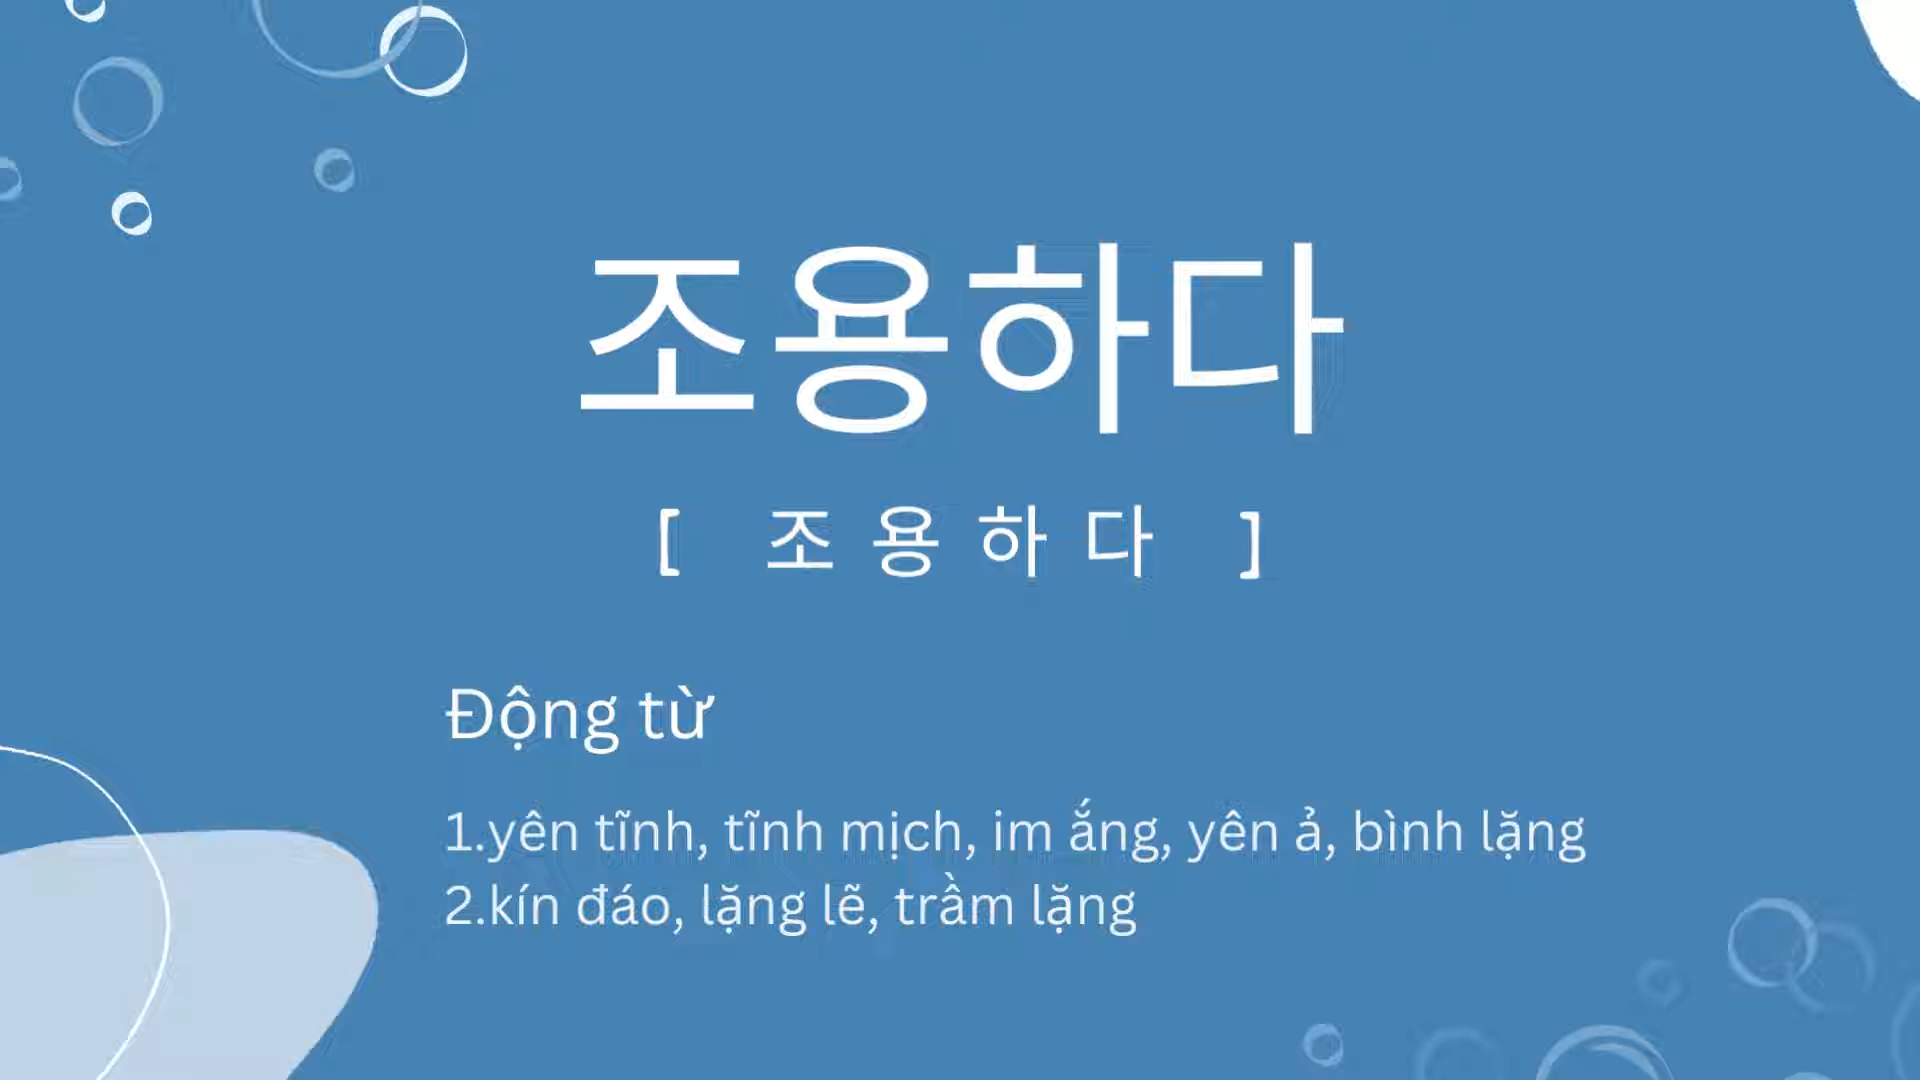 조용하다
[ 조용하다 ]
Động từ
1.yên tĩnh, tĩnh mịch, im ắng, yên ả, bình lặng
2.kín đáo, lặng lẽ, trầm lặng